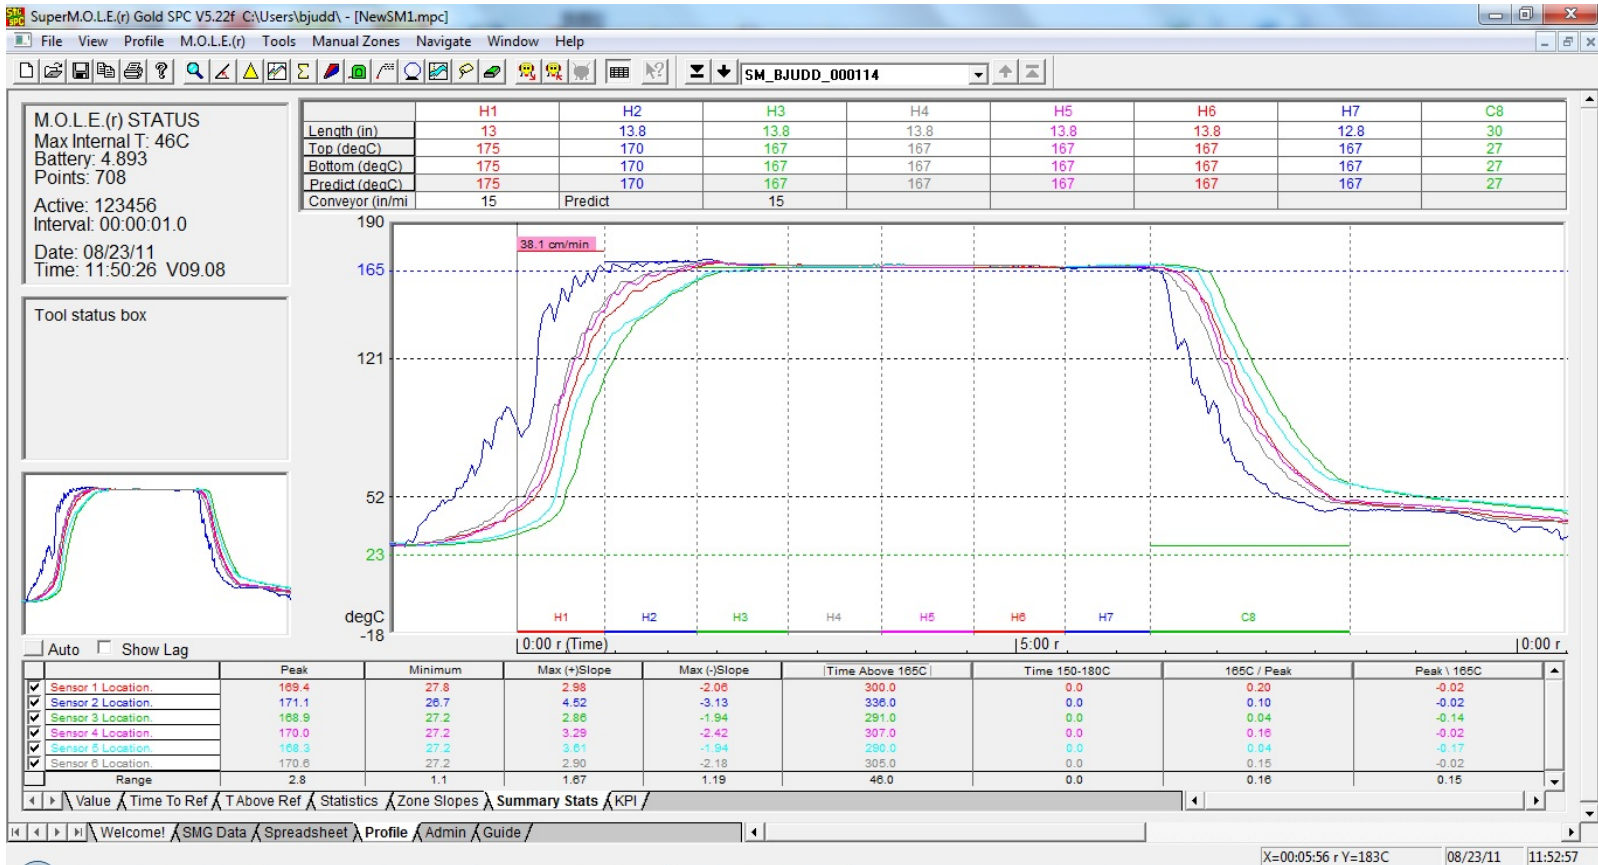 SuperM.O.L.E.(r) Gold SPC V5.22f C:\Users\bjudd\ - [NewSM1.mpc]
File View Profile M.O.L.E.(r) Tools Manual Zones Navigate Window Help
SM_BJUDD_000114
M.O.L.E.(r) STATUS
Max Internal T: 46C
Battery: 4.893
Points: 708
Active: 123456
Interval: 00:00:01.0
Date: 08/23/11
Time: 11:50:26 V09.08
Tool status box
Auto Show Lag
H1 H2 H3 H4 H5 H6 H7 C8
Length (in) 13 13.8 13.8 13.8 13.8 13.8 12.8 30
Top (degC) 175 170 167 167 167 167 167 27
Bottom (degC) 175 170 167 167 167 167 167 27
Predict (degC) 175 170 167 167 167 167 167 27
Conveyor (in/mi 15 Predict 15
190
38.1 cm/min
165
121
52
23
degC
-18
H1 H2 H3 H4 H5 H6 H7 C8
0:00 r (Time) 5:00 r 0:00 r
Peak Minimum Max (+)Slope Max (-)Slope Time Above 165C Time 150-180C 165C / Peak Peak \ 165C
Sensor 1 Location. 169.4 27.8 2.98 -2.06 300.0 0.0 0.20 -0.02
Sensor 2 Location. 171.1 26.7 4.52 -3.13 336.0 0.0 0.10 -0.02
Sensor 3 Location. 168.9 27.2 2.86 -1.94 291.0 0.0 0.04 -0.14
Sensor 4 Location. 170.0 27.2 3.29 -2.42 307.0 0.0 0.16 -0.02
Sensor 5 Location. 168.3 27.2 3.61 -1.94 290.0 0.0 0.04 -0.17
Sensor 6 Location. 170.6 27.2 2.90 -2.18 305.0 0.0 0.15 -0.02
Range 2.8 1.1 1.67 1.19 46.0 0.0 0.16 0.15
Value Time To Ref T Above Ref Statistics Zone Slopes Summary Stats KPI
Welcome! SMG Data Spreadsheet Profile Admin Guide
X=00:05:56 r Y=183C 08/23/11 11:52:57